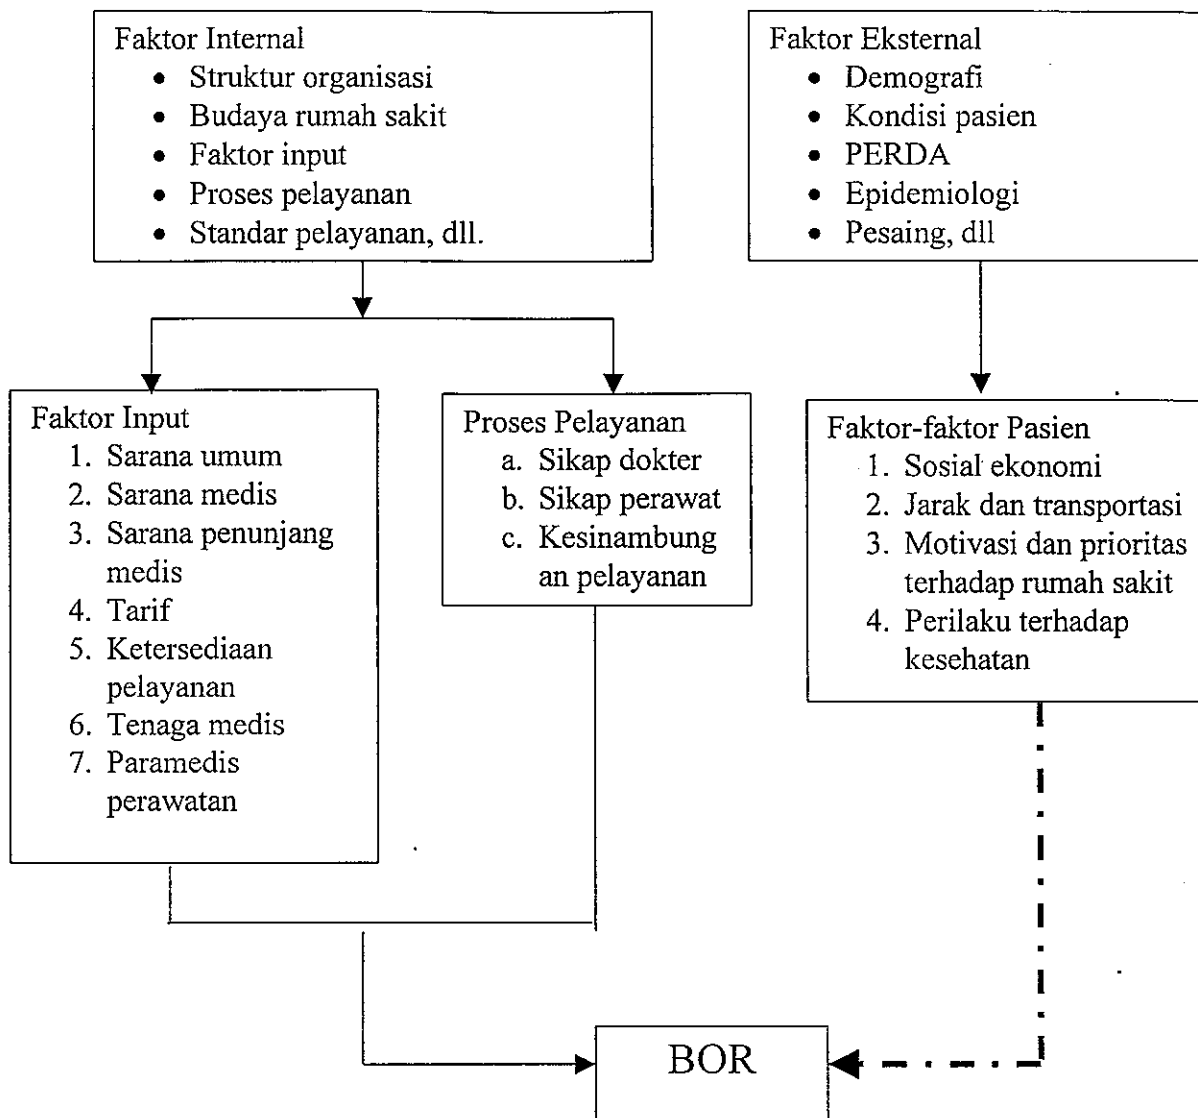 Faktor Internal
• Struktur organisasi
• Budaya rumah sakit
• Faktor input
• Proses pelayanan
• Standar pelayanan, dll.
Faktor Eksternal
• Demografi
• Kondisi pasien
• PERDA
• Epidemiologi
• Pesaing, dll
Faktor Input
1. Sarana umum
2. Sarana medis
3. Sarana penunjang
medis
4. Tarif
5. Ketersediaan
pelayanan
6. Tenaga medis
7. Paramedis
perawatan
Proses Pelayanan
a. Sikap dokter
b. Sikap perawat
c. Kesinambung
an pelayanan
Faktor-faktor Pasien
1. Sosial ekonomi
2. Jarak dan transportasi
3. Motivasi dan prioritas
terhadap rumah sakit
4. Perilaku terhadap
kesehatan
BOR